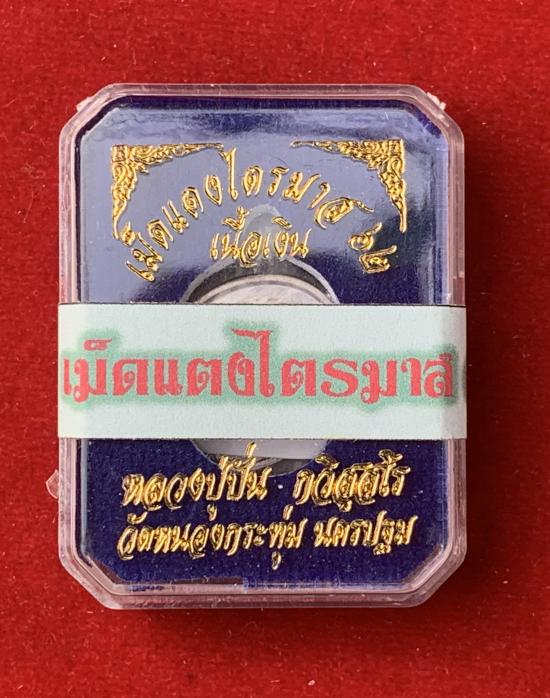 เม็ดแตงไตรมาส ๕๔
เนื้อเงิน
เม็ดแตงไตรมาส
หลวงปู่ปั่น กวิสฺสโร
วัดหนองกระทุ่ม นครปฐม